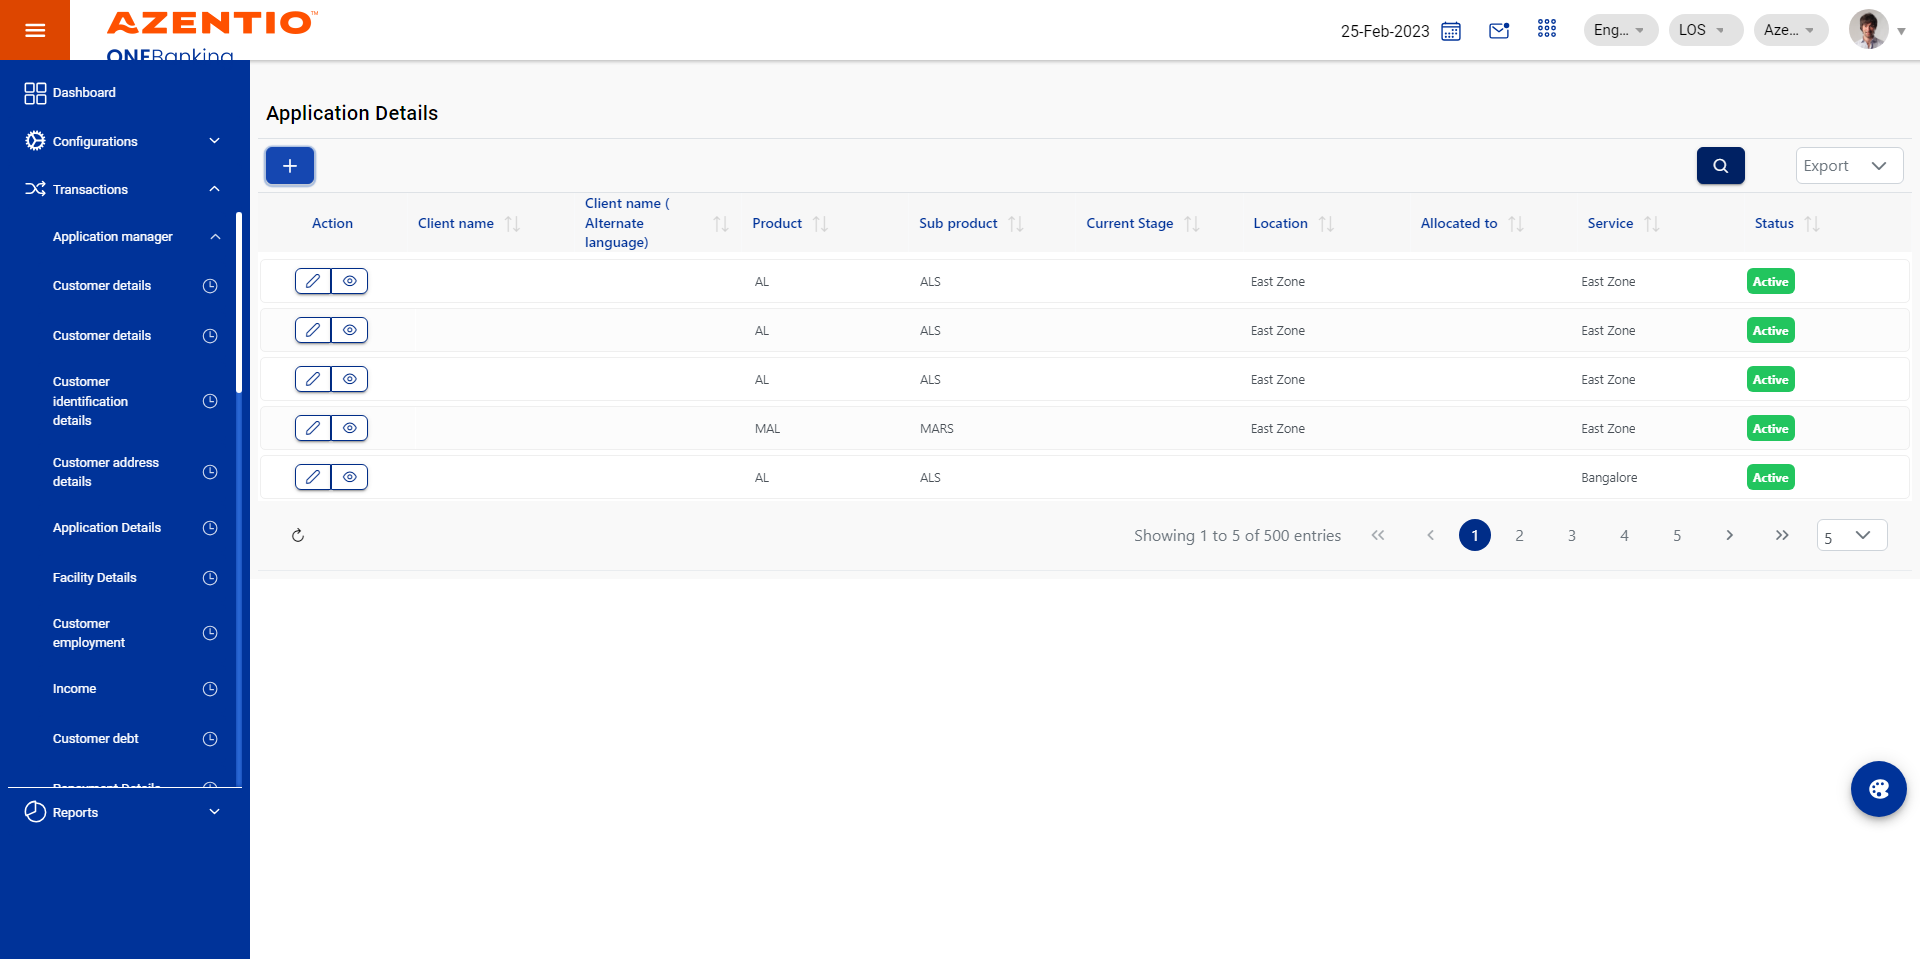 AZENTIO™
ONEBanking
25-Feb-2023
Eng...
LOS
Aze...
Dashboard
Configurations
Transactions
Application manager
Customer details
Customer details
Customer
identification
details
Customer address
details
Application Details
Facility Details
Customer
employment
Income
Customer debt
Repayment Details
Reports
Application Details
Export
Action
Client name
Client name (
Alternate
language)
Product
Sub product
Current Stage
Location
Allocated to
Service
Status
AL ALS East Zone East Zone Active
AL ALS East Zone East Zone Active
AL ALS East Zone East Zone Active
MAL MARS East Zone East Zone Active
AL ALS Bangalore Active
Showing 1 to 5 of 500 entries
1 2 3 4 5
5